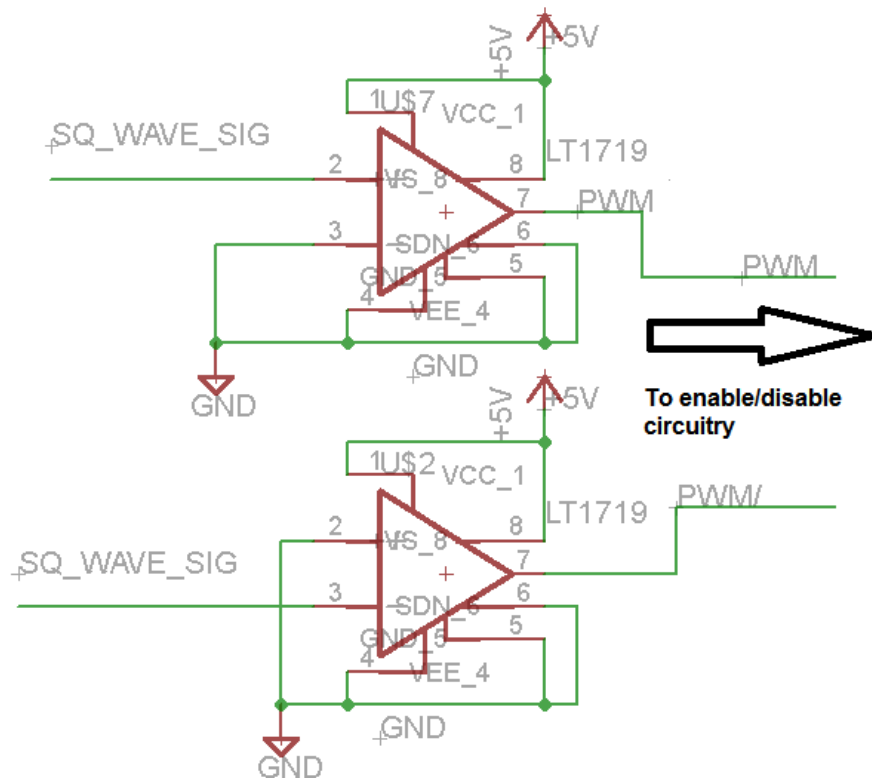 +5V
+5V
1U$7
VCC_1
SQ_WAVE_SIG
LT1719
2
VS_8
8
7
PWM
3
SDN_6
6
GND_5
5
PWM
4
VEE_4
GND
GND
To enable/disable
circuitry
+5V
+5V
1U$2
VCC_1
PWM/
LT1719
2
VS_8
8
SQ_WAVE_SIG
7
3
SDN_6
6
GND_5
5
4
VEE_4
GND
GND